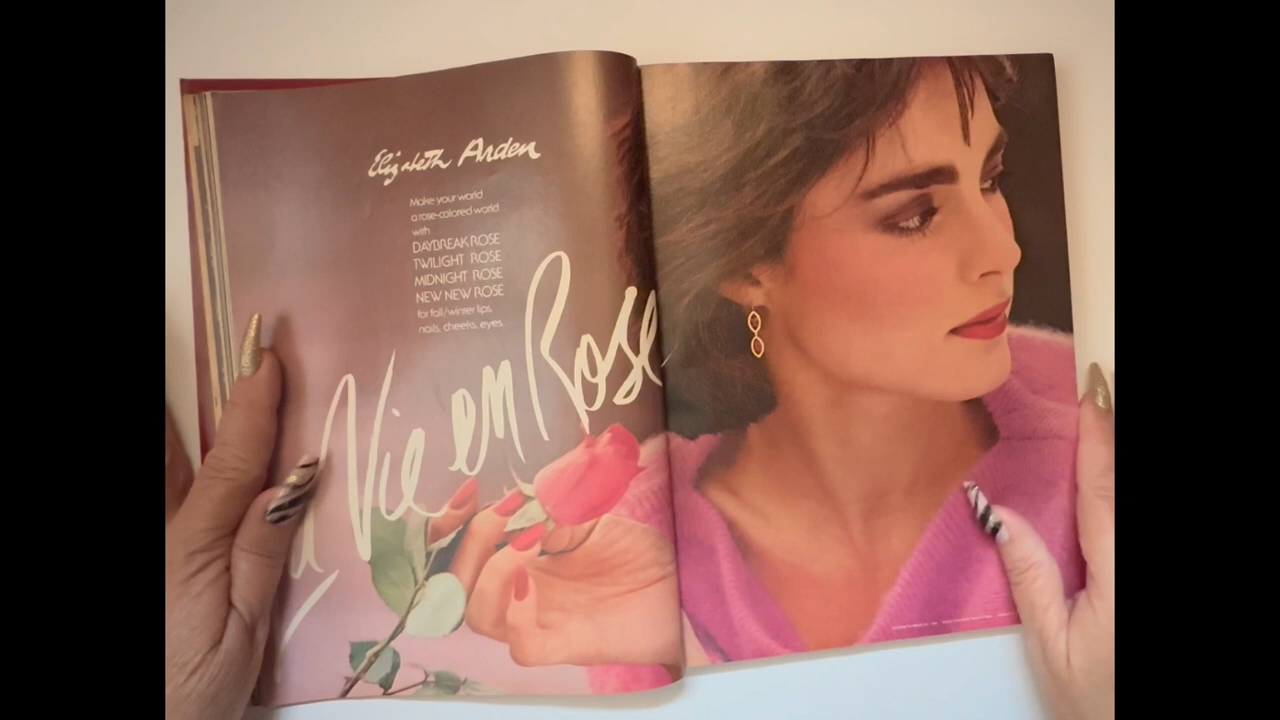 Elizabeth Arden
Make your world
a rose-colored world
with
DAYBREAK ROSE
TWILIGHT ROSE
MIDNIGHT ROSE
NEW NEW ROSE
for fall/winter lips,
nails, cheeks, eyes.
Vie en Rose